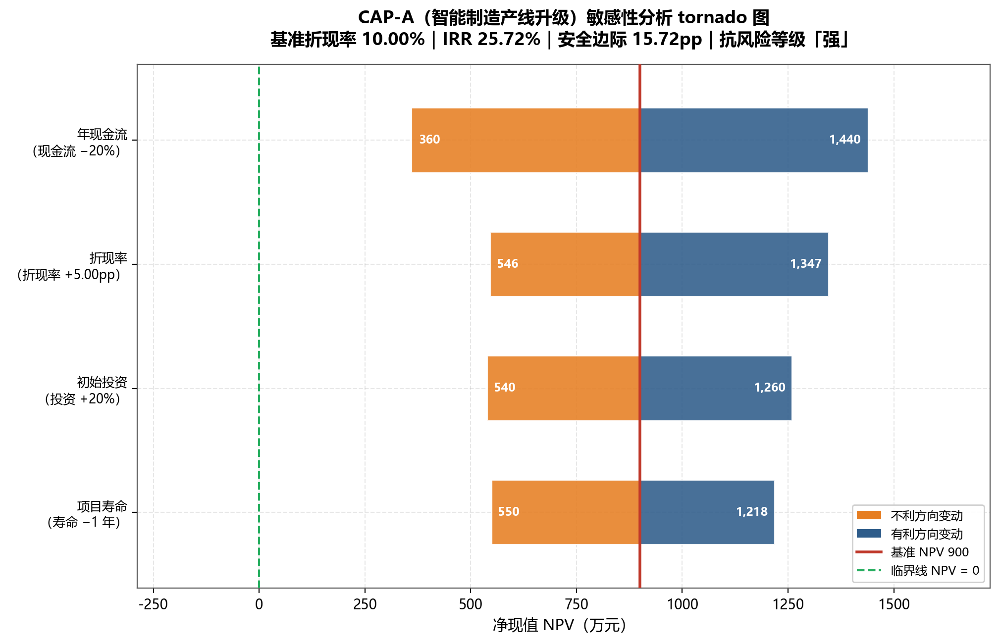 CAP-A（智能制造产线升级）敏感性分析 tornado 图
基准折现率 10.00% | IRR 25.72% | 安全边际 15.72pp | 抗风险等级「强」
年现金流
（现金流 −20%）
360
1,440
折现率
（折现率 +5.00pp）
546
1,347
初始投资
（投资 +20%）
540
1,260
项目寿命
（寿命 −1 年）
550
1,218
不利方向变动
有利方向变动
基准 NPV 900
临界线 NPV = 0
-250
0
250
500
750
1000
1250
1500
净现值 NPV（万元）